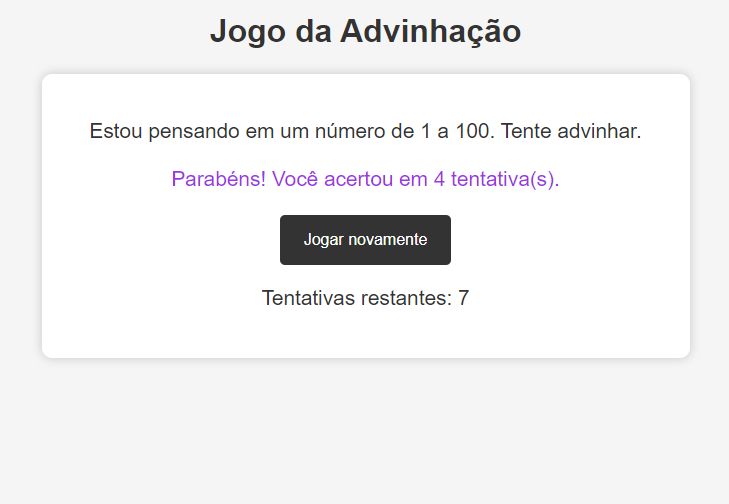 Jogo da Advinhação
Estou pensando em um número de 1 a 100. Tente advinhar.
Parabéns! Você acertou em 4 tentativa(s).
Jogar novamente
Tentativas restantes: 7